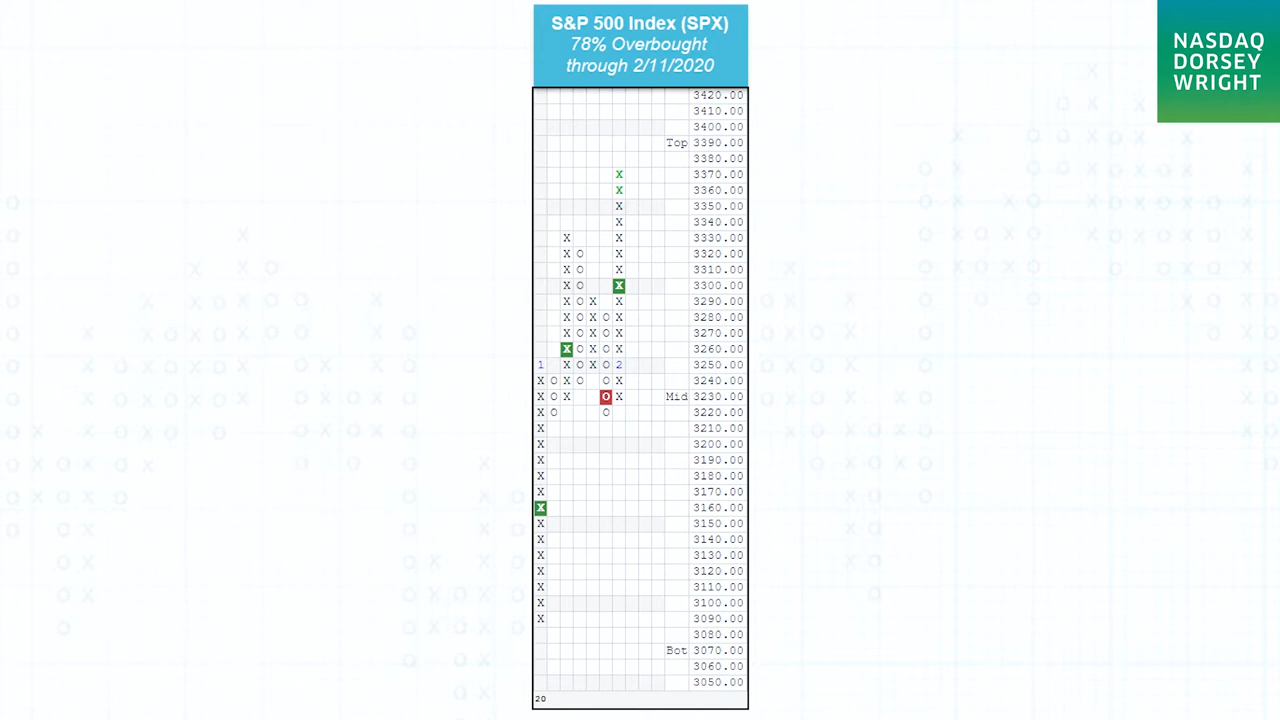 S&P 500 Index (SPX)
78% Overbought
through 2/11/2020
NASDAQ
DORSEY
WRIGHT
3420.00
3410.00
3400.00
Top 3390.00
3380.00
X 3370.00
X 3360.00
X 3350.00
X 3340.00
X X 3330.00
X O X 3320.00
X O X 3310.00
X O X 3300.00
X O X X 3290.00
X O X O X 3280.00
X O X O X 3270.00
X O X O X 3260.00
1 X O X O 2 3250.00
X O X O O X 3240.00
X O X O X Mid 3230.00
X O O 3220.00
X 3210.00
X 3200.00
X 3190.00
X 3180.00
X 3170.00
X 3160.00
X 3150.00
X 3140.00
X 3130.00
X 3120.00
X 3110.00
X 3100.00
X 3090.00
3080.00
Bot 3070.00
3060.00
3050.00
20